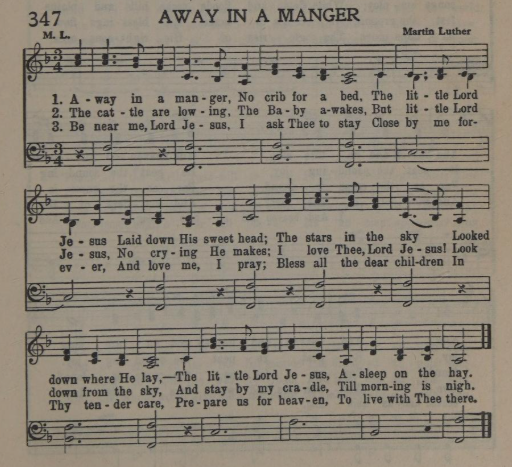 347 AWAY IN A MANGER
M. L. Martin Luther
1. A - way in a man - ger, No crib for a bed, The lit - tle Lord
2. The cat - tle are low - ing, The Ba - by a-wakes, But lit - tle Lord
3. Be near me, Lord Je - sus, I ask Thee to stay Close by me for-
Je - sus Laid down His sweet head; The stars in the sky Looked
Je - sus, No cry - ing He makes; I love Thee, Lord Je - sus! Look
ev - er, And love me, I pray; Bless all the dear chil-dren In
down where He lay,—The lit - tle Lord Je - sus, A - sleep on the hay.
down from the sky, And stay by my cra - dle, Till morn-ing is nigh.
Thy ten - der care, Pre - pare us for heav - en, To live with Thee there.